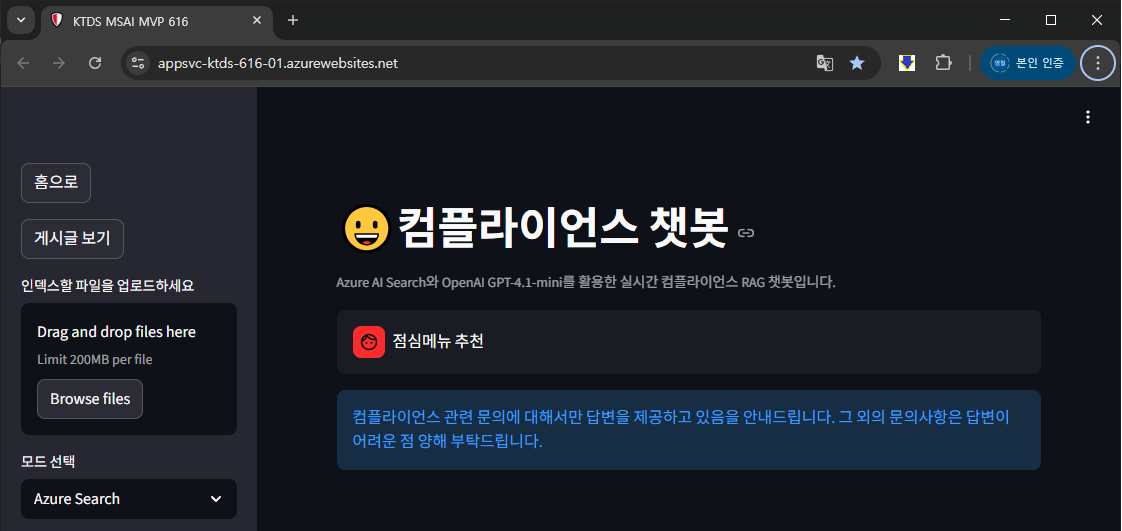 KTDS MSAI MVP 616
appsvc-ktds-616-01.azurewebsites.net
본인 인증
홈으로
게시글 보기
인덱스할 파일을 업로드하세요
Drag and drop files here
Limit 200MB per file
Browse files
모드 선택
Azure Search
컴플라이언스 챗봇
Azure AI Search와 OpenAI GPT-4.1-mini를 활용한 실시간 컴플라이언스 RAG 챗봇입니다.
점심메뉴 추천
컴플라이언스 관련 문의에 대해서만 답변을 제공하고 있음을 안내드립니다. 그 외의 문의사항은 답변이
어려운 점 양해 부탁드립니다.